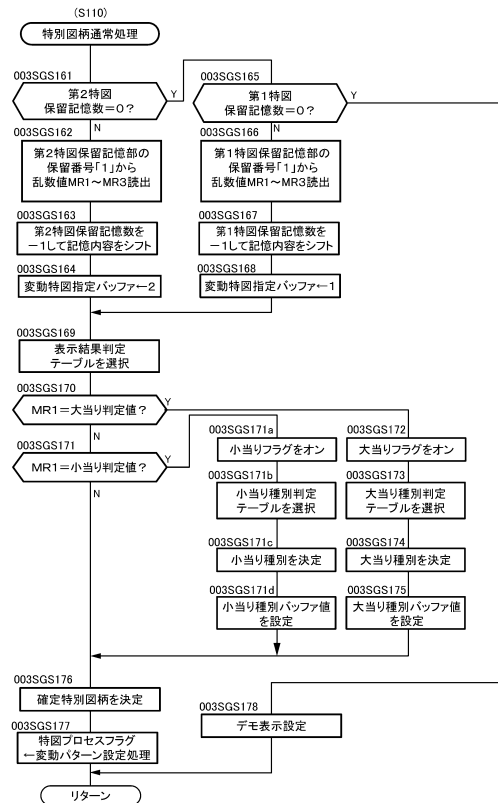 (S110)
特別図柄通常処理
003SGS161
第2特図
保留記憶数=0?
Y
N
003SGS165
第1特図
保留記憶数=0?
Y
N
003SGS162
第2特図保留記憶部の
保留番号「1」から
乱数値MR1~MR3読出
003SGS166
第1特図保留記憶部の
保留番号「1」から
乱数値MR1~MR3読出
003SGS163
第2特図保留記憶数を
-1して記憶内容をシフト
003SGS167
第1特図保留記憶数を
-1して記憶内容をシフト
003SGS164
変動特図指定バッファ←2
003SGS168
変動特図指定バッファ←1
003SGS169
表示結果判定
テーブルを選択
003SGS170
MR1=大当り判定値?
Y
N
003SGS171
MR1=小当り判定値?
Y
N
003SGS171a
小当りフラグをオン
003SGS172
大当りフラグをオン
003SGS171b
小当り種別判定
テーブルを選択
003SGS173
大当り種別判定
テーブルを選択
003SGS171c
小当り種別を決定
003SGS174
大当り種別を決定
003SGS171d
小当り種別バッファ値
を設定
003SGS175
大当り種別バッファ値
を設定
003SGS176
確定特別図柄を決定
003SGS177
特図プロセスフラグ
←変動パターン設定処理
003SGS178
デモ表示設定
リターン